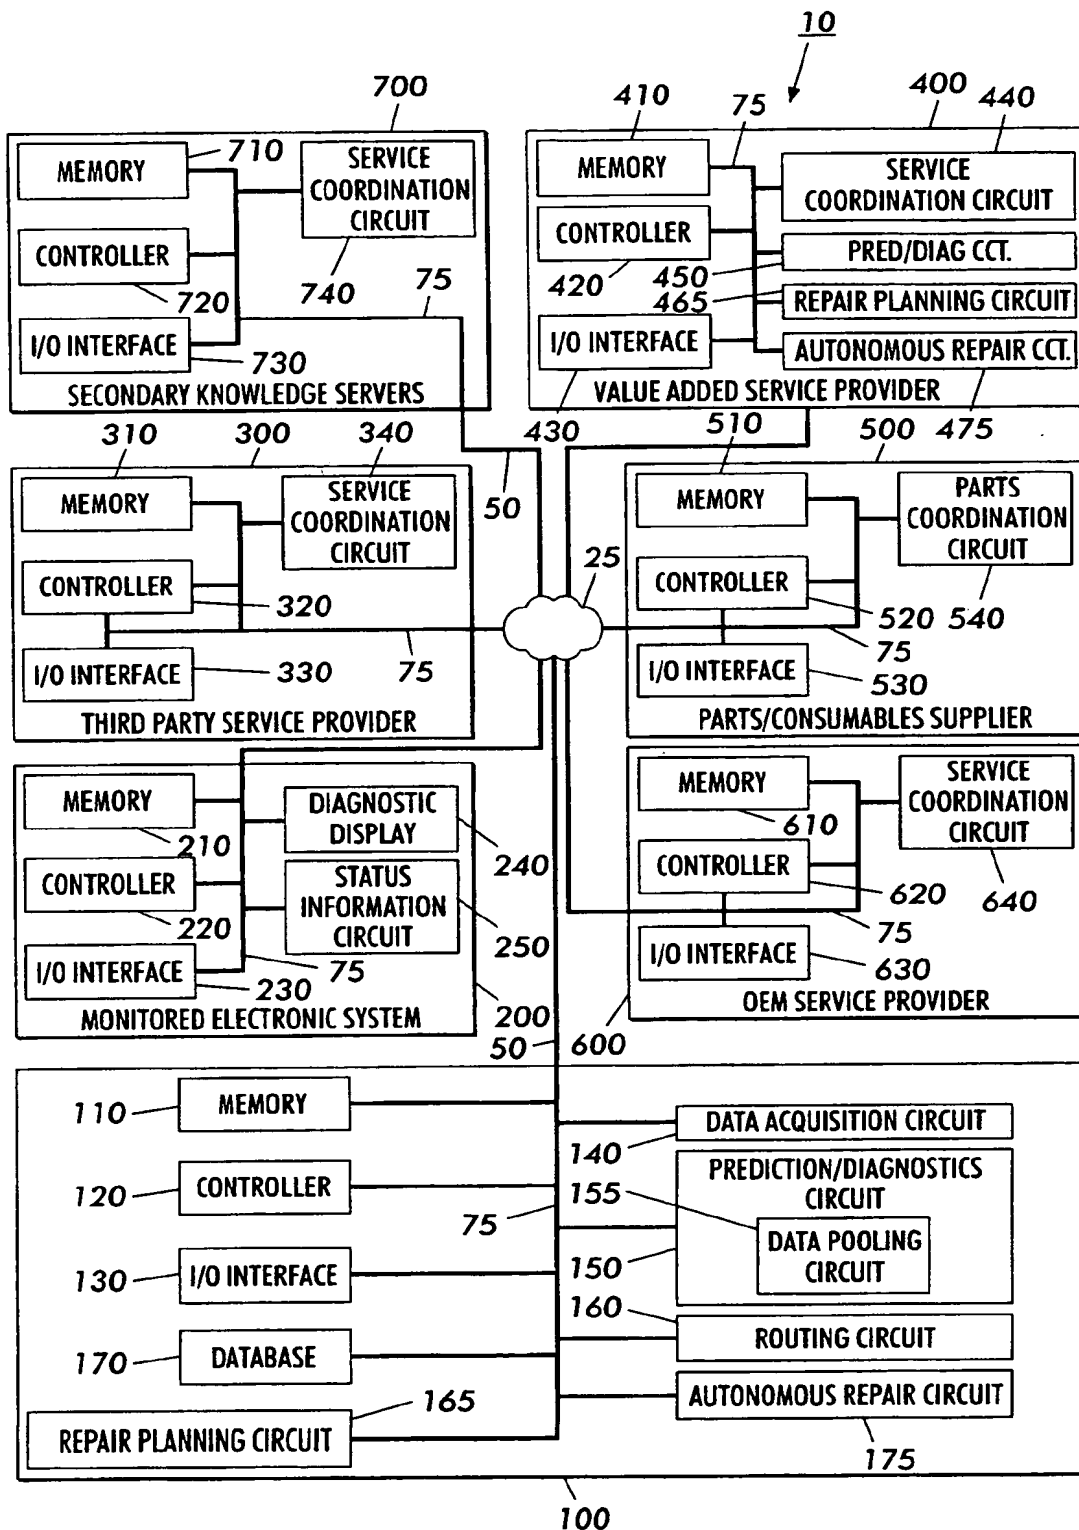 10
700
410
75
400
440
MEMORY
710
SERVICE
COORDINATION
CIRCUIT
CONTROLLER
720
740
75
I/O INTERFACE
730
SECONDARY KNOWLEDGE SERVERS
MEMORY
SERVICE
COORDINATION CIRCUIT
CONTROLLER
420
450
PRED/DIAG CCT.
465
REPAIR PLANNING CIRCUIT
I/O INTERFACE
AUTONOMOUS REPAIR CCT.
VALUE ADDED SERVICE PROVIDER
310
300
340
430
510
500
475
MEMORY
SERVICE
COORDINATION
CIRCUIT
50
CONTROLLER
320
25
I/O INTERFACE
330
75
THIRD PARTY SERVICE PROVIDER
MEMORY
PARTS
COORDINATION
CIRCUIT
CONTROLLER
520
540
75
I/O INTERFACE
530
PARTS/CONSUMABLES SUPPLIER
MEMORY
210
DIAGNOSTIC
DISPLAY
240
CONTROLLER
220
STATUS
INFORMATION
CIRCUIT
250
I/O INTERFACE
230
75
MONITORED ELECTRONIC SYSTEM
200
MEMORY
610
SERVICE
COORDINATION
CIRCUIT
CONTROLLER
620
640
75
I/O INTERFACE
630
OEM SERVICE PROVIDER
50
600
110
MEMORY
DATA ACQUISITION CIRCUIT
140
120
CONTROLLER
PREDICTION/DIAGNOSTICS
CIRCUIT
155
75
DATA POOLING
CIRCUIT
130
I/O INTERFACE
150
160
170
DATABASE
ROUTING CIRCUIT
165
REPAIR PLANNING CIRCUIT
AUTONOMOUS REPAIR CIRCUIT
175
100